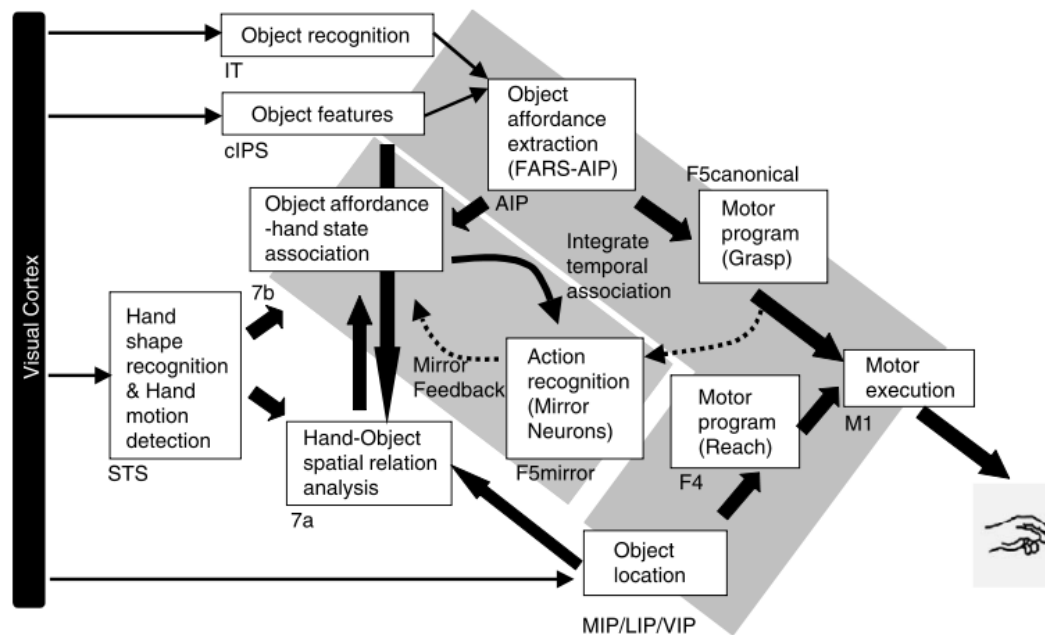 Visual Cortex
Object recognition
IT
Object features
cIPS
Object
affordance
extraction
(FARS-AIP)
AIP
F5canonical
Motor
program
(Grasp)
Object affordance
-hand state
association
7b
Integrate
temporal
association
Hand
shape
recognition
& Hand
motion
detection
STS
Mirror
Feedback
Action
recognition
(Mirror
Neurons)
F5mirror
Motor
execution
M1
Motor
program
(Reach)
F4
Hand-Object
spatial relation
analysis
7a
Object
location
MIP/LIP/VIP